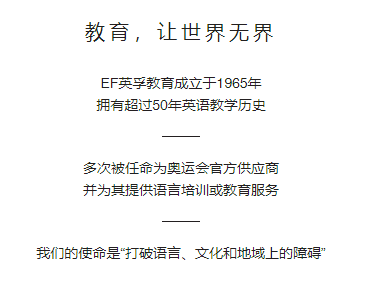 教育，让世界无界
EF英孚教育成立于1965年
拥有超过50年英语教学历史
多次被任命为奥运会官方供应商
并为其提供语言培训或教育服务
我们的使命是“打破语言、文化和地域上的障碍”